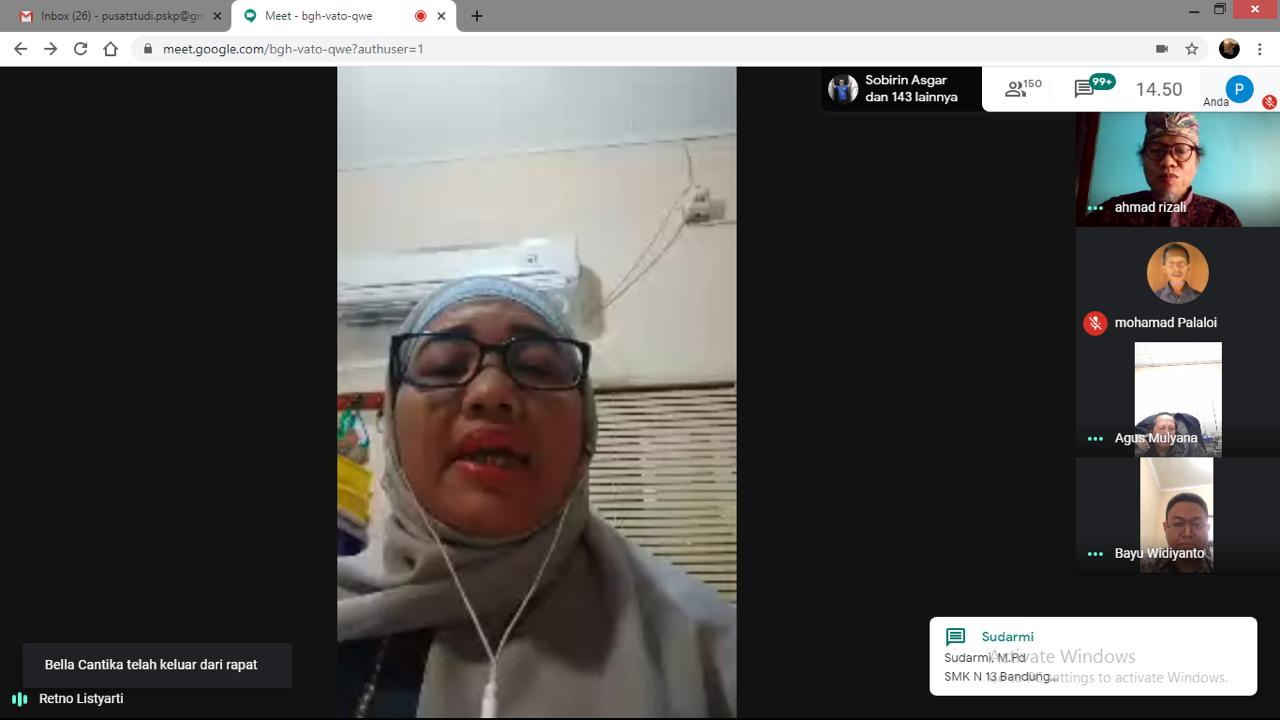 Inbox (26) - pusatstudi.pskp@gm
Meet - bgh-vato-qwe
meet.google.com/bgh-vato-qwe?authuser=1
Sobirin Asgar
dan 143 lainnya
150
99+
14.50
Anda
P
ahmad rizali
mohamad Palaloi
Agus Mulyana
Bayu Widiyanto
Sudarmi
Sudarmi, M.Pd
SMK N 13 Bandung...
Activate Windows
Go to PC settings to activate Windows.
Bella Cantika telah keluar dari rapat
Retno Listyarti